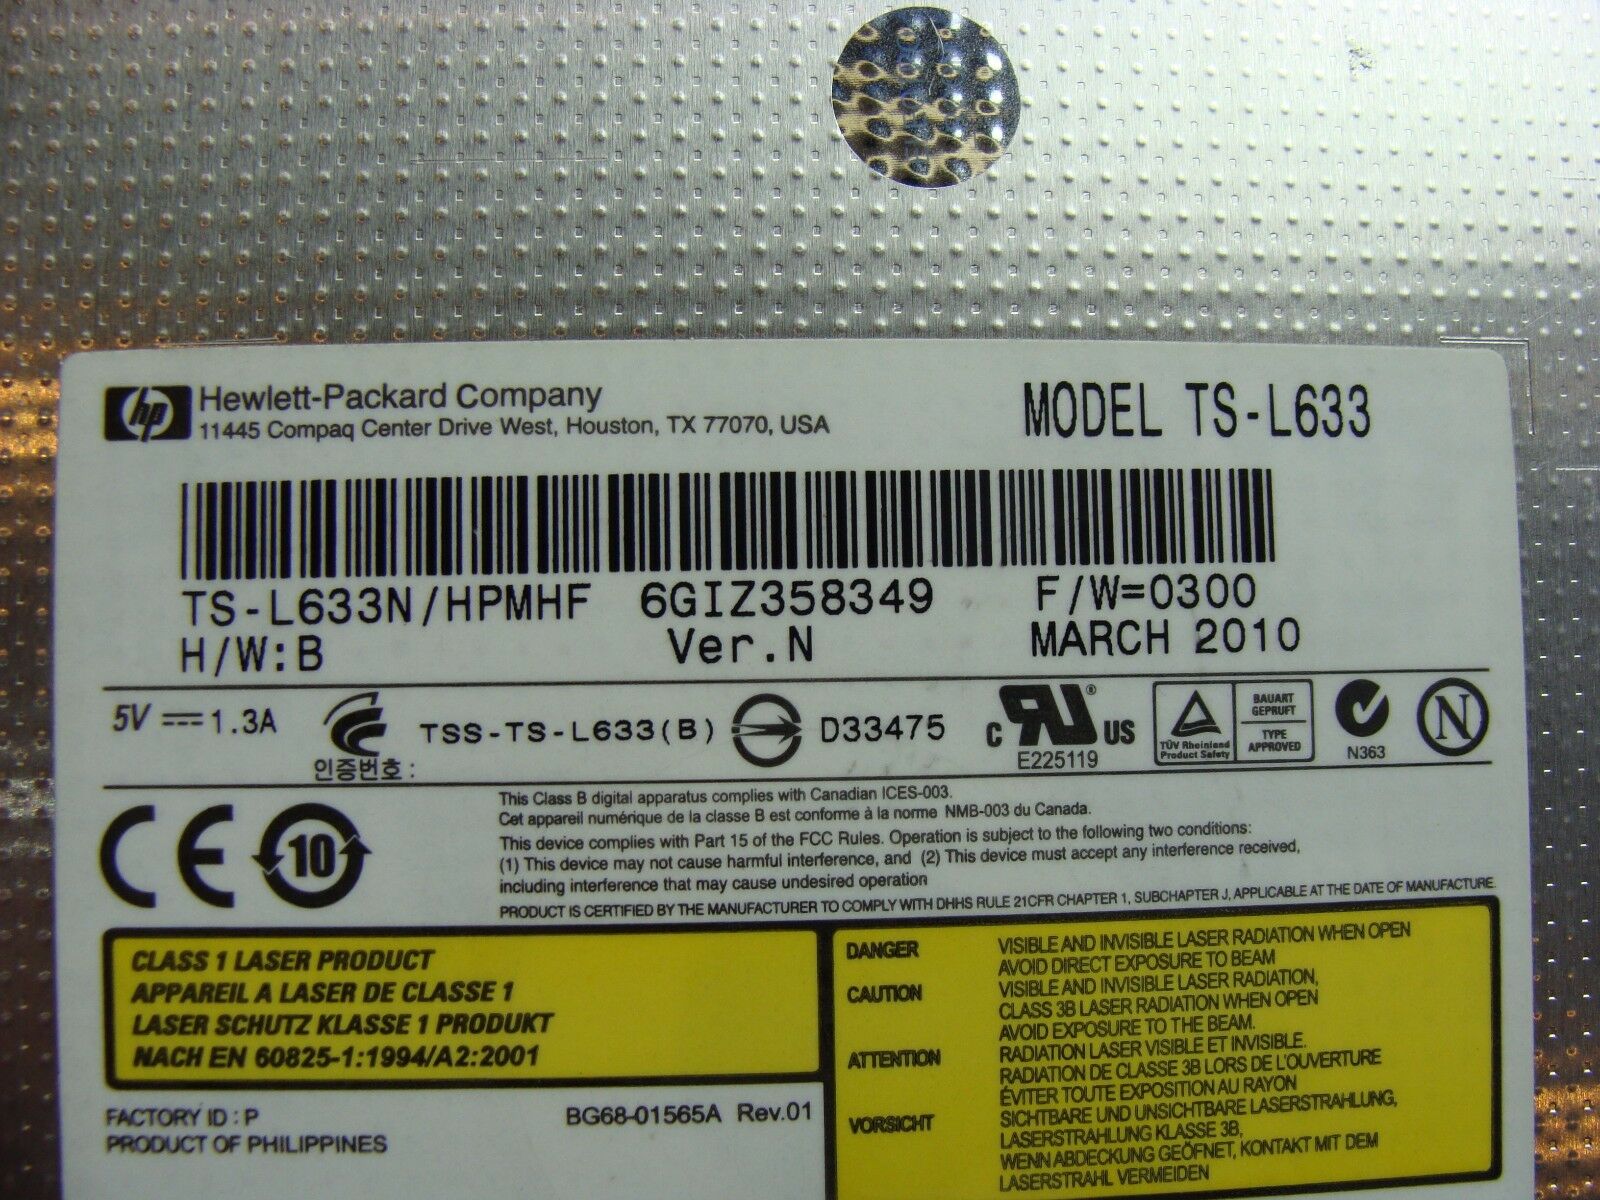 hp Hewlett-Packard Company
11445 Compaq Center Drive West, Houston, TX 77070, USA
MODEL TS-L633
TS-L633N/HPMHF 6GIZ358349 F/W=0300
H/W:B Ver.N MARCH 2010
5V 1.3A
인증번호 :
TSS-TS-L633(B)
D33475
c RU US
E225119
TÜV Rheinland
Product Safety
BAUART
GEPRÜFT
TYPE
APPROVED
N363
N
CE 10
This Class B digital apparatus complies with Canadian ICES-003.
Cet appareil numérique de la classe B est conforme à la norme NMB-003 du Canada.
This device complies with Part 15 of the FCC Rules. Operation is subject to the following two conditions:
(1) This device may not cause harmful interference, and (2) This device must accept any interference received,
including interference that may cause undesired operation
PRODUCT IS CERTIFIED BY THE MANUFACTURER TO COMPLY WITH DHHS RULE 21CFR CHAPTER 1, SUBCHAPTER J, APPLICABLE AT THE DATE OF MANUFACTURE.
CLASS 1 LASER PRODUCT
APPAREIL A LASER DE CLASSE 1
LASER SCHUTZ KLASSE 1 PRODUKT
NACH EN 60825-1:1994/A2:2001
FACTORY ID : P
PRODUCT OF PHILIPPINES
BG68-01565A Rev.01
DANGER VISIBLE AND INVISIBLE LASER RADIATION WHEN OPEN
AVOID DIRECT EXPOSURE TO BEAM
CAUTION VISIBLE AND INVISIBLE LASER RADIATION,
CLASS 3B LASER RADIATION WHEN OPEN
AVOID EXPOSURE TO THE BEAM.
ATTENTION RADIATION LASER VISIBLE ET INVISIBLE.
RADIATION DE CLASSE 3B LORS DE L'OUVERTURE
ÉVITER TOUTE EXPOSITION AU RAYON
VORSICHT SICHTBARE UND UNSICHTBARE LASERSTRAHLUNG,
LASERSTRAHLUNG KLASSE 3B,
WENN ABDECKUNG GEÖFNET, KONTAKT MIT DEM
LASERSTRAHL VERMEIDEN